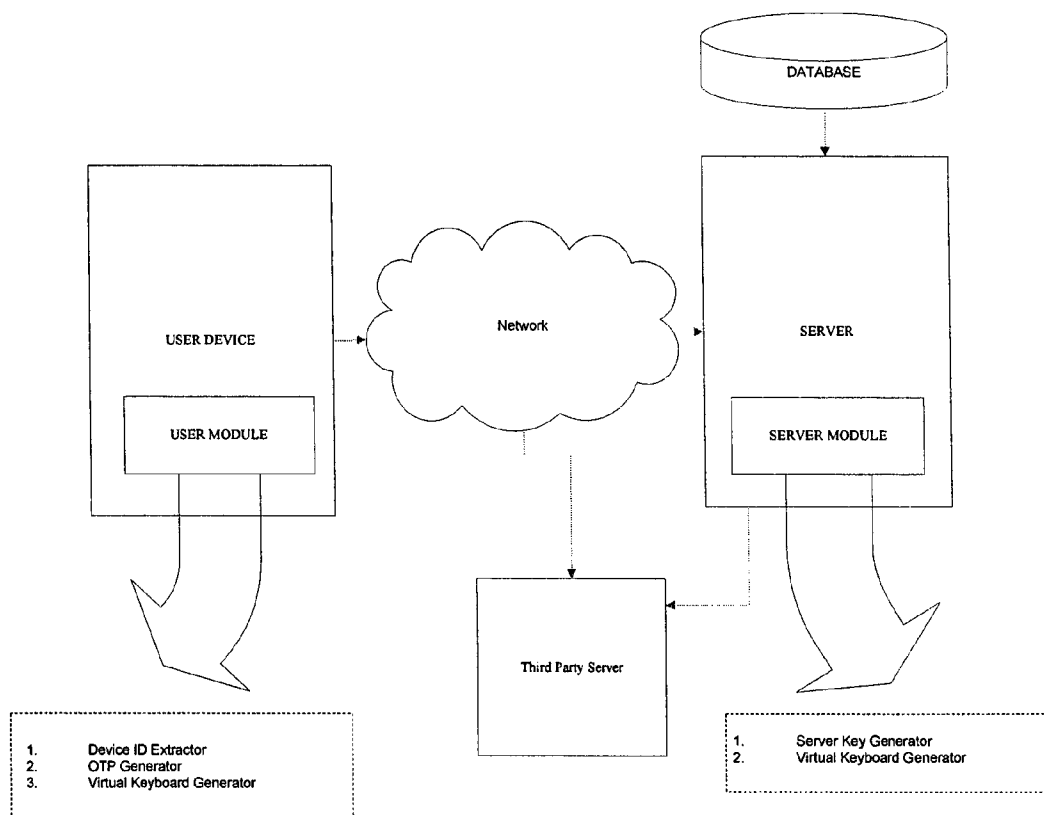 DATABASE
USER DEVICE
Network
SERVER
USER MODULE
SERVER MODULE
Third Party Server
1. Device ID Extractor
2. OTP Generator
3. Virtual Keyboard Generator
1. Server Key Generator
2. Virtual Keyboard Generator